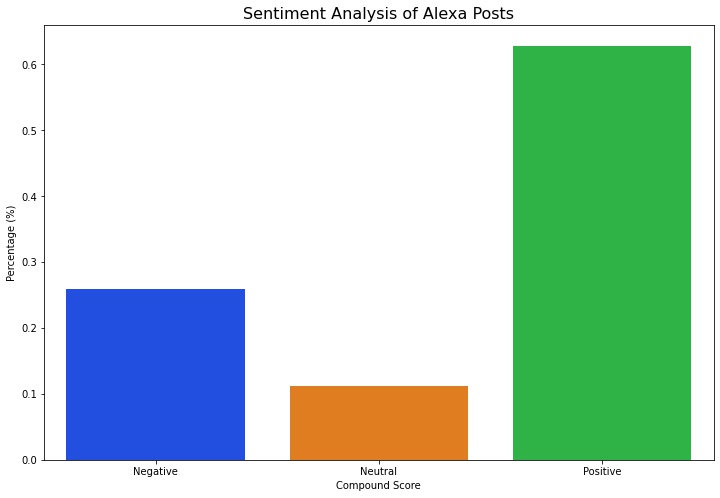 Sentiment Analysis of Alexa Posts
Percentage (%)
0.6
0.5
0.4
0.3
0.2
0.1
0.0
Negative Neutral Positive
Compound Score